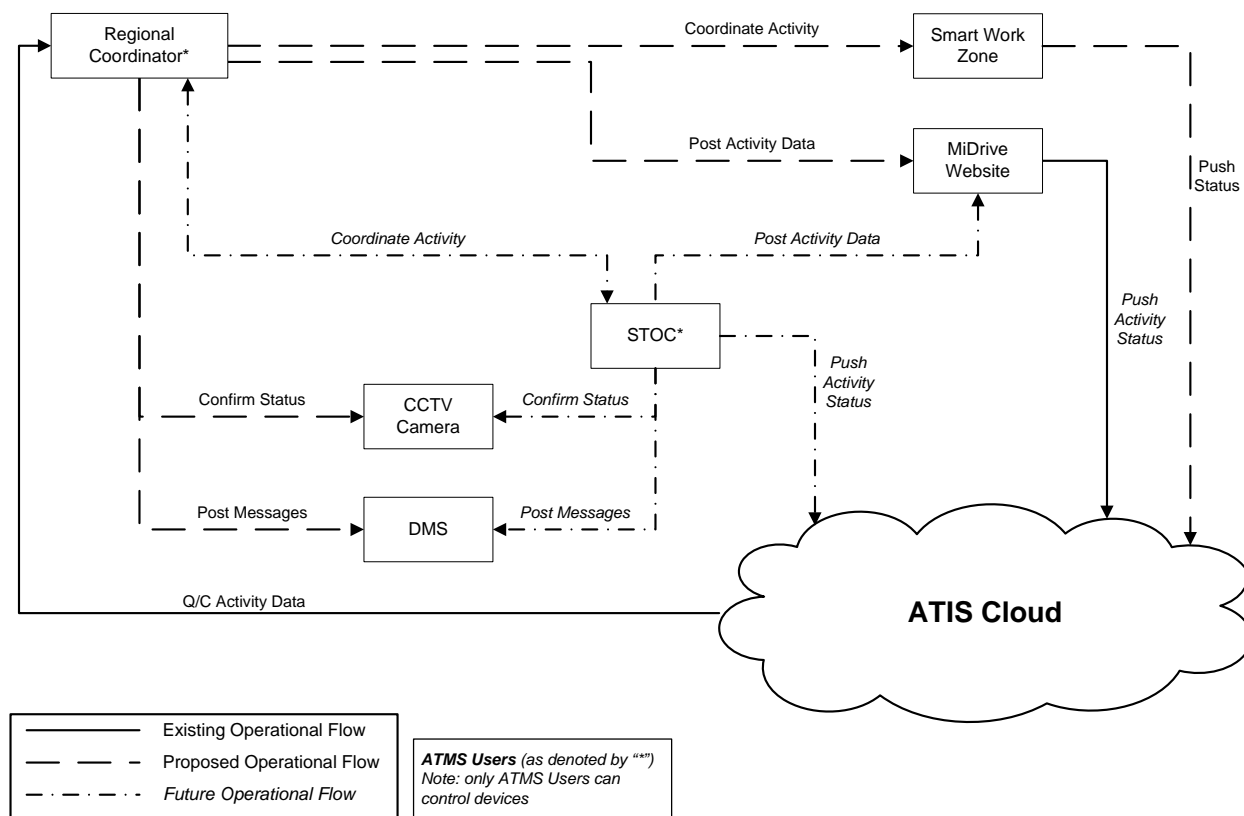 Regional
Coordinator*
Coordinate Activity
Smart Work
Zone
Post Activity Data
MiDrive
Website
Push
Status
Coordinate Activity
Post Activity Data
STOC*
Push
Activity
Status
Push
Activity
Status
Confirm Status
CCTV
Camera
Confirm Status
Post Messages
DMS
Post Messages
Q/C Activity Data
ATIS Cloud
Existing Operational Flow
Proposed Operational Flow
Future Operational Flow
ATMS Users (as denoted by “*”)
Note: only ATMS Users can
control devices